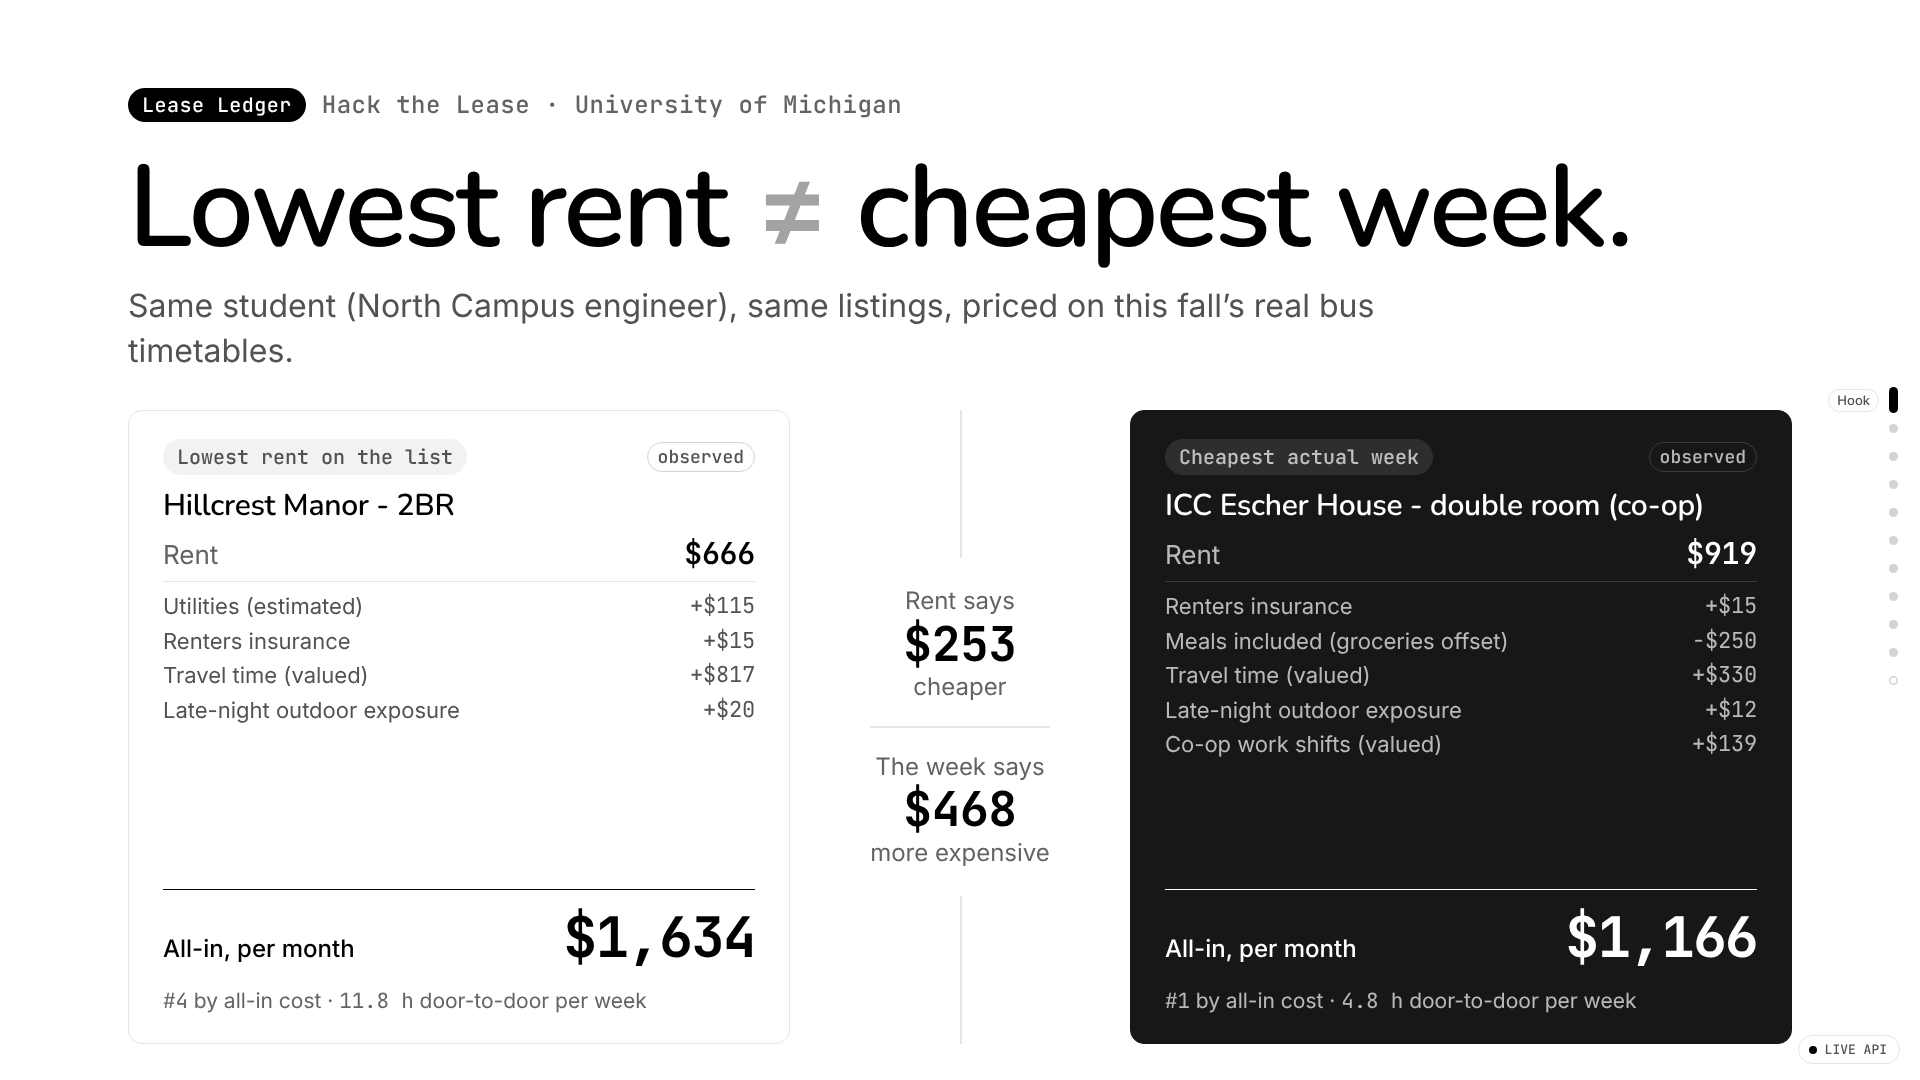 Lease Ledger Hack the Lease · University of Michigan
Lowest rent ≠ cheapest week.
Same student (North Campus engineer), same listings, priced on this fall’s real bus
timetables.
Lowest rent on the list observed
Hillcrest Manor - 2BR
Rent $666
Utilities (estimated) +$115
Renters insurance +$15
Travel time (valued) +$817
Late-night outdoor exposure +$20
All-in, per month $1,634
#4 by all-in cost · 11.8 h door-to-door per week
Rent says
$253
cheaper
The week says
$468
more expensive
Cheapest actual week observed
ICC Escher House - double room (co-op)
Rent $919
Renters insurance +$15
Meals included (groceries offset) -$250
Travel time (valued) +$330
Late-night outdoor exposure +$12
Co-op work shifts (valued) +$139
All-in, per month $1,166
#1 by all-in cost · 4.8 h door-to-door per week
Hook
LIVE API